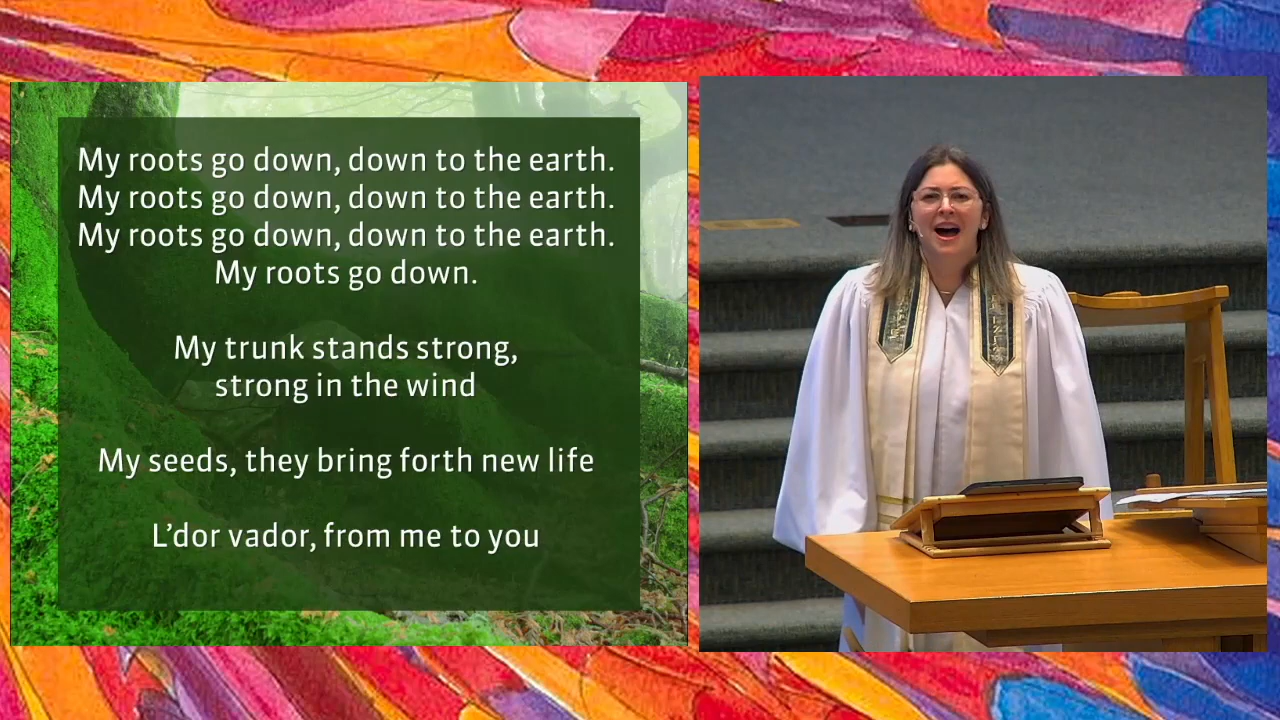 My roots go down, down to the earth.
My roots go down, down to the earth.
My roots go down, down to the earth.
My roots go down.
My trunk stands strong,
strong in the wind
My seeds, they bring forth new life
L’dor vador, from me to you